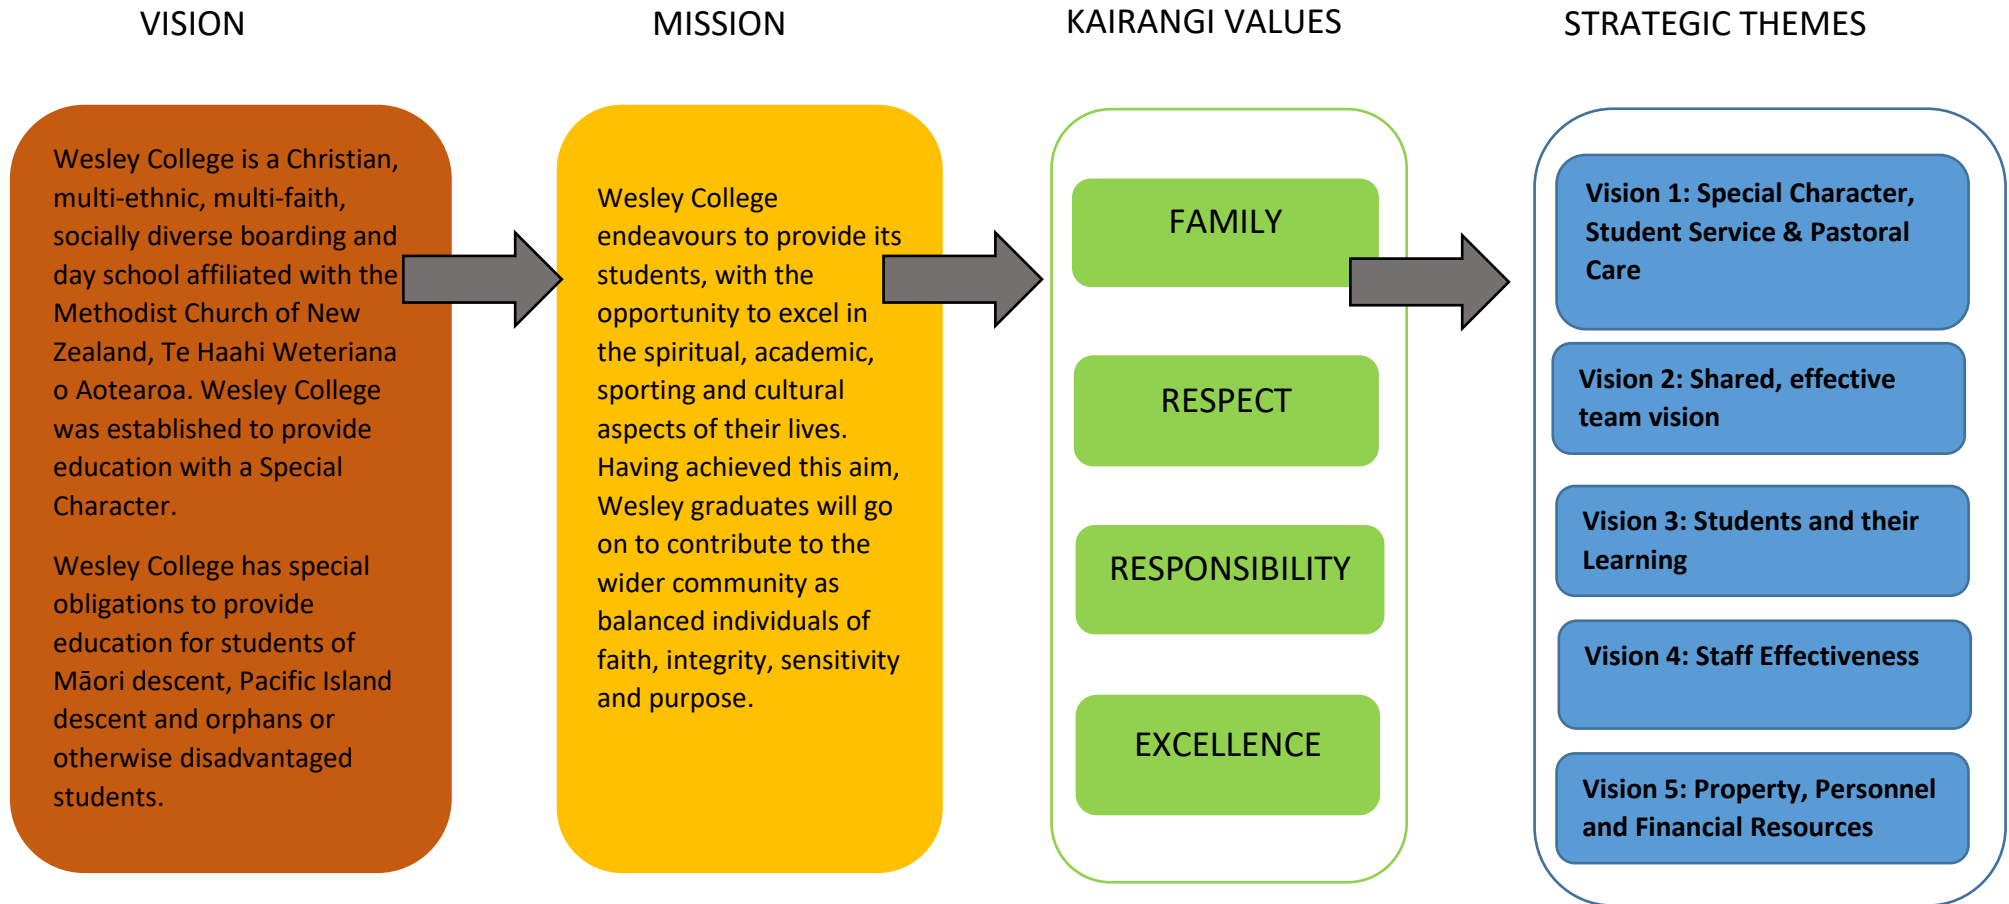 VISION
MISSION
KAIRANGI VALUES
STRATEGIC THEMES
Wesley College is a Christian,
multi-ethnic, multi-faith,
socially diverse boarding and
day school affiliated with the
Methodist Church of New
Zealand, Te Haahi Weteriana
o Aotearoa. Wesley College
was established to provide
education with a Special
Character.
Wesley College has special
obligations to provide
education for students of
Māori descent, Pacific Island
descent and orphans or
otherwise disadvantaged
students.
Wesley College
endeavours to provide its
students, with the
opportunity to excel in
the spiritual, academic,
sporting and cultural
aspects of their lives.
Having achieved this aim,
Wesley graduates will go
on to contribute to the
wider community as
balanced individuals of
faith, integrity, sensitivity
and purpose.
FAMILY
RESPECT
RESPONSIBILITY
EXCELLENCE
Vision 1: Special Character,
Student Service & Pastoral
Care
Vision 2: Shared, effective
team vision
Vision 3: Students and their
Learning
Vision 4: Staff Effectiveness
Vision 5: Property, Personnel
and Financial Resources